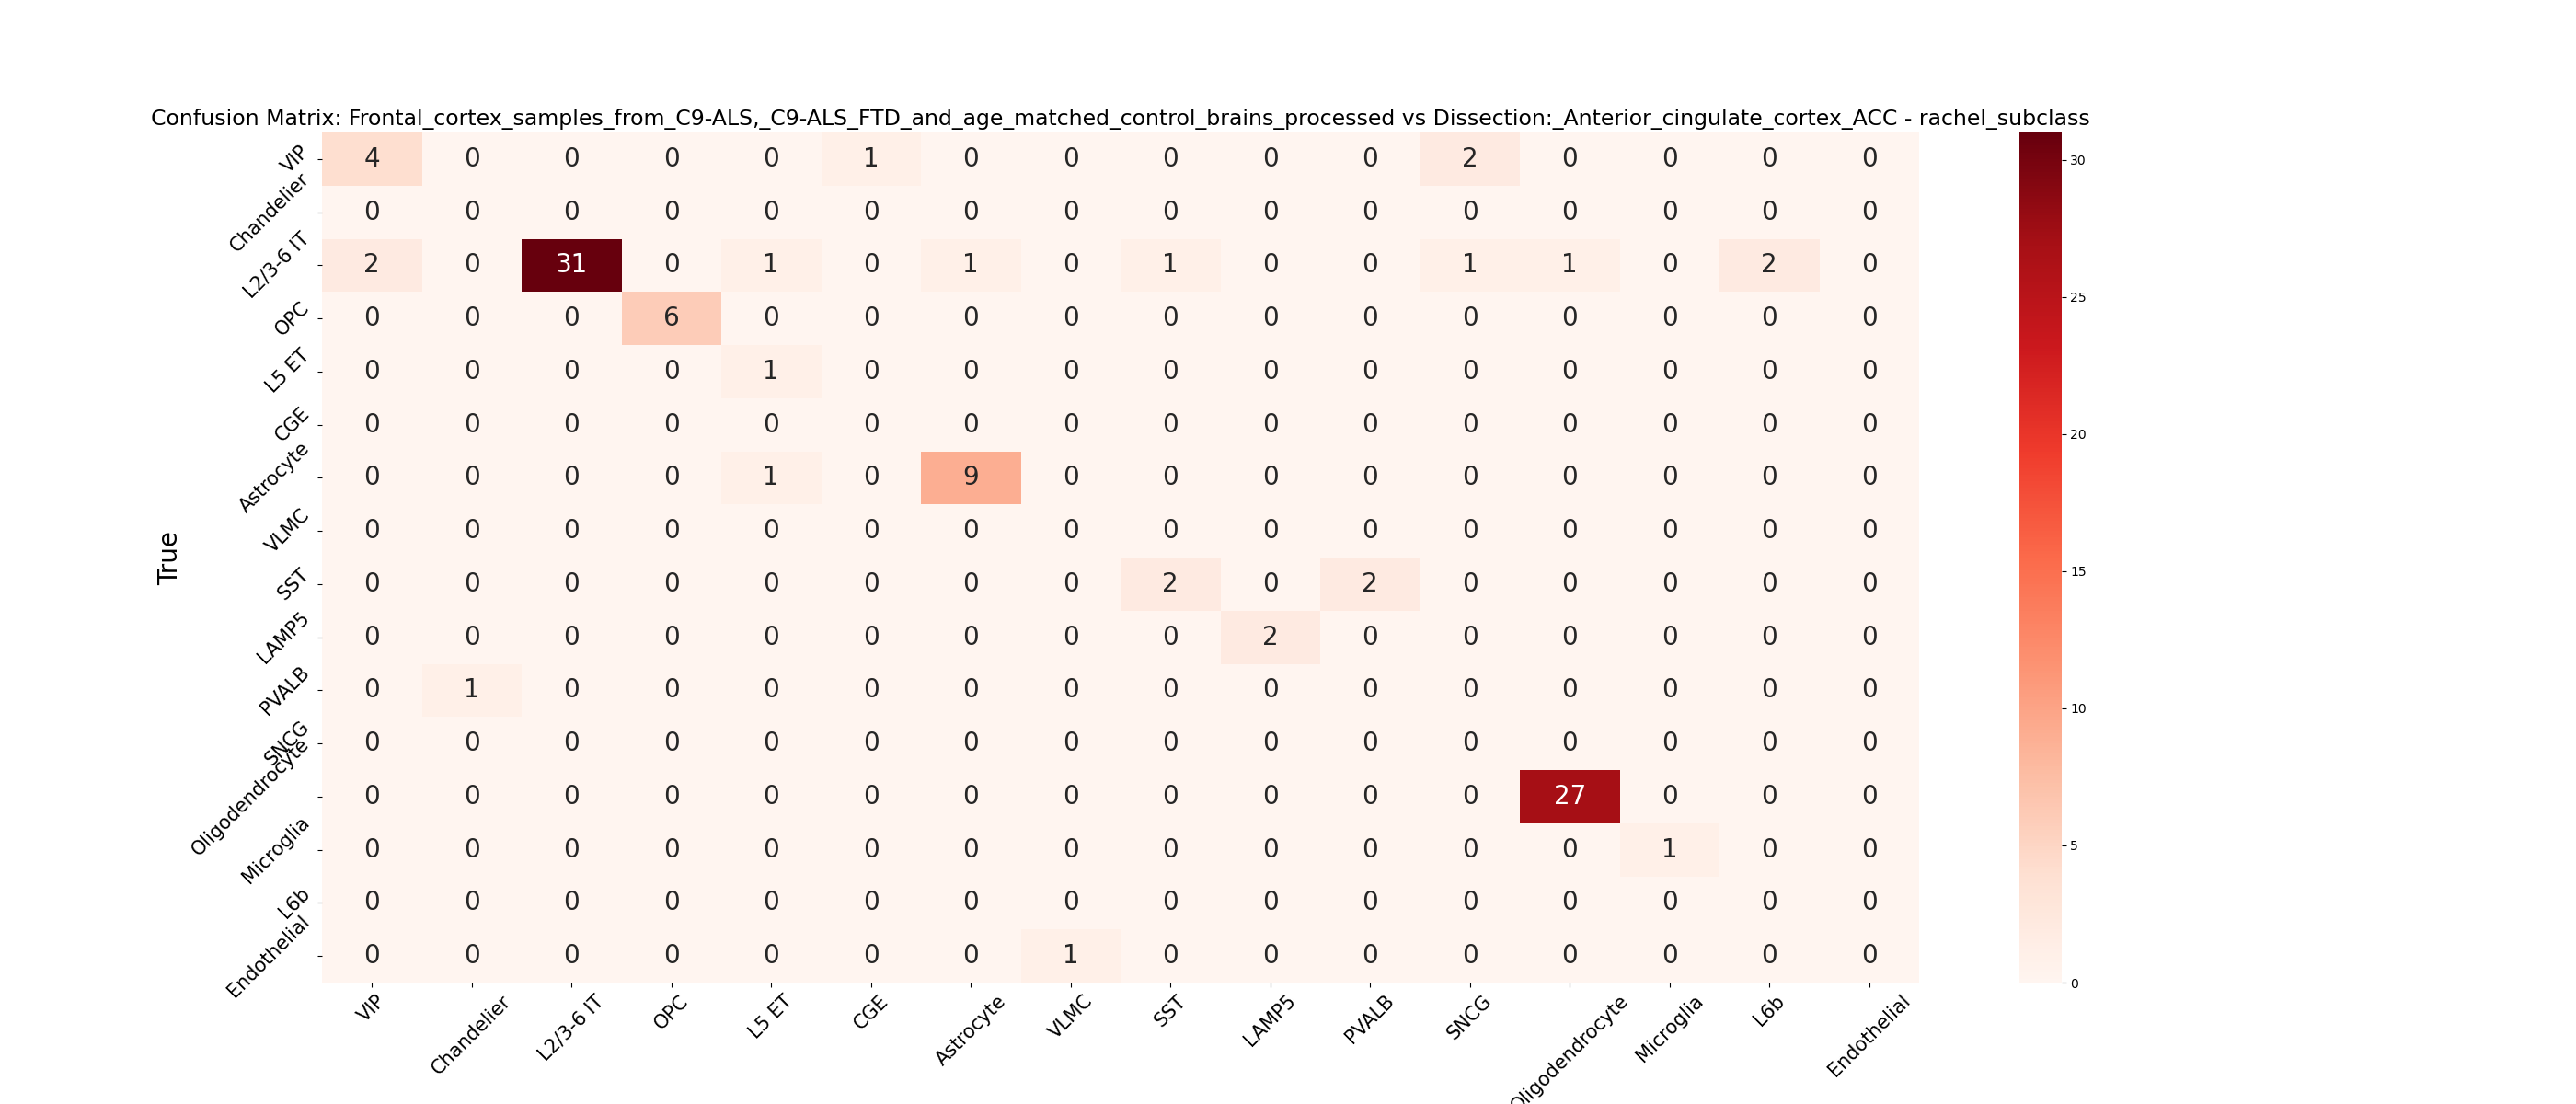 Confusion Matrix: Frontal_cortex_samples_from_C9-ALS,_C9-ALS_FTD_and_age_matched_control_brains_processed vs Dissection:_Anterior_cingulate_cortex_ACC - rachel_subclass
VIP 4 0 0 0 0 1 0 0 0 0 0 2 0 0 0 0
Chandelier 0 0 0 0 0 0 0 0 0 0 0 0 0 0 0 0
L2/3-6 IT 2 0 31 0 1 0 1 0 1 0 0 1 1 0 2 0
OPC 0 0 0 6 0 0 0 0 0 0 0 0 0 0 0 0
L5 ET 0 0 0 0 1 0 0 0 0 0 0 0 0 0 0 0
CGE 0 0 0 0 0 0 0 0 0 0 0 0 0 0 0 0
Astrocyte 0 0 0 0 1 0 9 0 0 0 0 0 0 0 0 0
VLMC 0 0 0 0 0 0 0 0 0 0 0 0 0 0 0 0
SST 0 0 0 0 0 0 0 0 2 0 2 0 0 0 0 0
LAMP5 0 0 0 0 0 0 0 0 0 2 0 0 0 0 0 0
PVALB 0 1 0 0 0 0 0 0 0 0 0 0 0 0 0 0
SNCG 0 0 0 0 0 0 0 0 0 0 0 0 0 0 0 0
Oligodendrocyte 0 0 0 0 0 0 0 0 0 0 0 0 27 0 0 0
Microglia 0 0 0 0 0 0 0 0 0 0 0 0 0 1 0 0
L6b 0 0 0 0 0 0 0 0 0 0 0 0 0 0 0 0
Endothelial 0 0 0 0 0 0 0 1 0 0 0 0 0 0 0 0
True
VIP Chandelier L2/3-6 IT OPC L5 ET CGE Astrocyte VLMC SST LAMP5 PVALB SNCG Oligodendrocyte Microglia L6b Endothelial
30
25
20
15
10
5
0